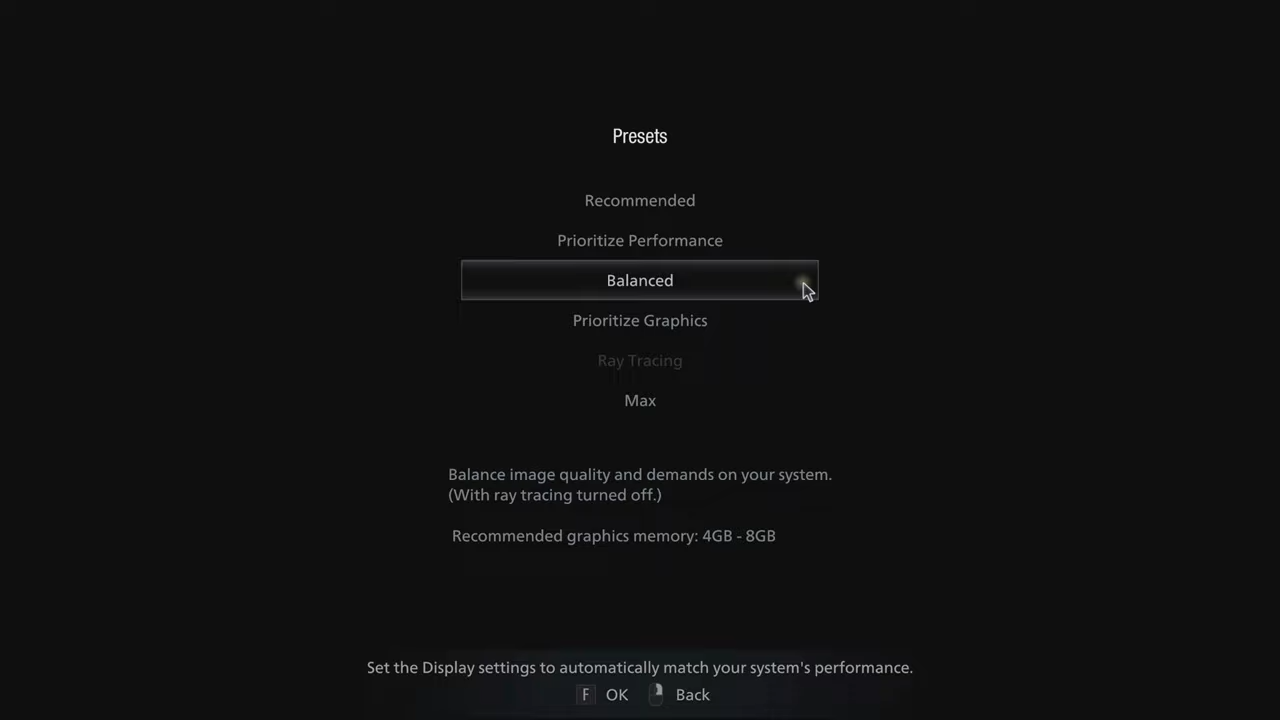 Presets
Recommended
Prioritize Performance
Balanced
Prioritize Graphics
Ray Tracing
Max
Balance image quality and demands on your system.
(With ray tracing turned off.)
Recommended graphics memory: 4GB - 8GB
Set the Display settings to automatically match your system's performance.
F OK Back